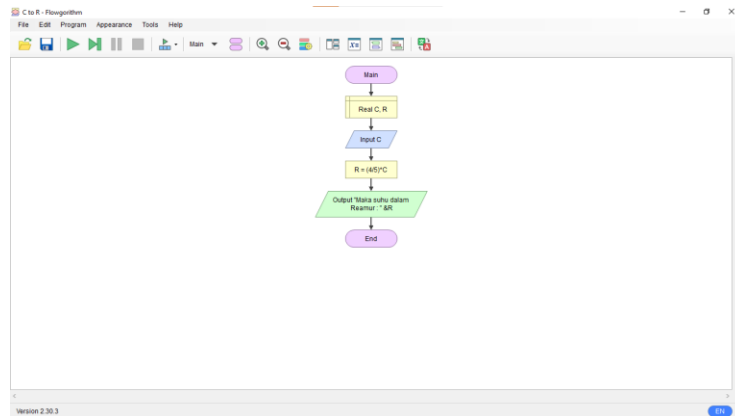 C to R - Flowgorithm
File Edit Program Appearance Tools Help
Main
Main
Real C, R
Input C
R = (4/5)*C
Output "Maka suhu dalam
Reamur : " &R
End
Version 2.30.3
EN